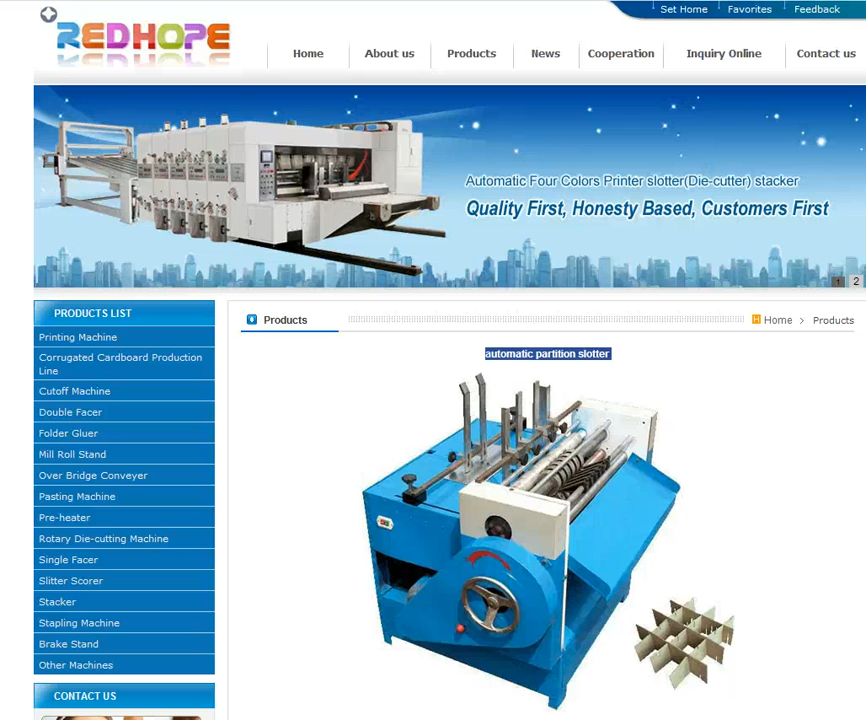 Set Home
Favorites
Feedback
REDHOPE
Home
About us
Products
News
Cooperation
Inquiry Online
Contact us
Automatic Four Colors Printer slotter(Die-cutter) stacker
Quality First, Honesty Based, Customers First
1
2
PRODUCTS LIST
Printing Machine
Corrugated Cardboard Production
Line
Cutoff Machine
Double Facer
Folder Gluer
Mill Roll Stand
Over Bridge Conveyer
Pasting Machine
Pre-heater
Rotary Die-cutting Machine
Single Facer
Slitter Scorer
Stacker
Stapling Machine
Brake Stand
Other Machines
CONTACT US
Products
Home > Products
automatic partition slotter